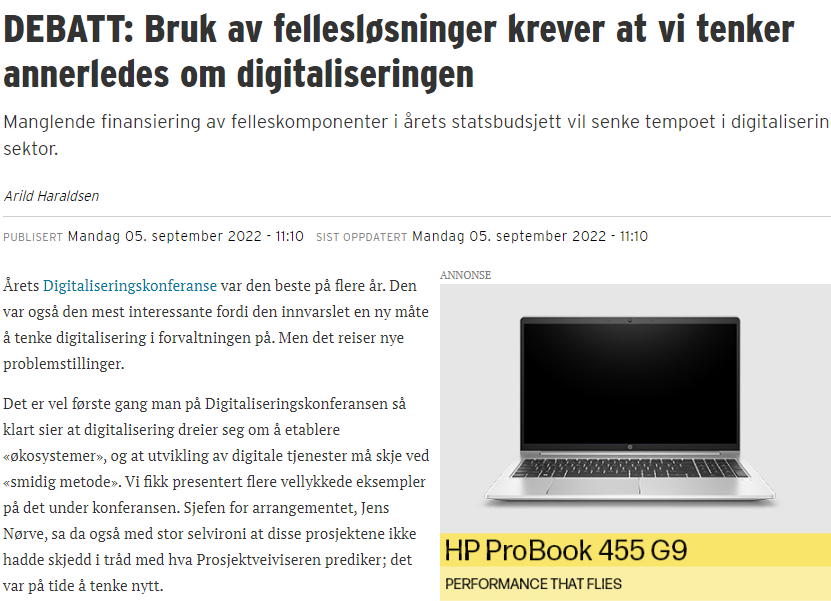 DEBATT: Bruk av fellesløsninger krever at vi tenker
annerledes om digitaliseringen
Manglende finansiering av felleskomponenter i årets statsbudsjett vil senke tempoet i digitaliserin
sektor.
Arild Haraldsen
PUBLISERT Mandag 05. september 2022 - 11:10 SIST OPPDATERT Mandag 05. september 2022 - 11:10
Årets Digitaliseringskonferanse var den beste på flere år. Den
var også den mest interessante fordi den innvarslet en ny måte
å tenke digitalisering i forvaltningen på. Men det reiser nye
problemstillinger.
Det er vel første gang man på Digitaliseringskonferansen så
klart sier at digitalisering dreier seg om å etablere
«økosystemer», og at utvikling av digitale tjenester må skje ved
«smidig metode». Vi fikk presentert flere vellykkede eksempler
på det under konferansen. Sjefen for arrangementet, Jens
Nørve, sa da også med stor selvironi at disse prosjektene ikke
hadde skjedd i tråd med hva Prosjektveiviseren prediker; det
var på tide å tenke nytt.
ANNONSE
HP ProBook 455 G9
PERFORMANCE THAT FLIES